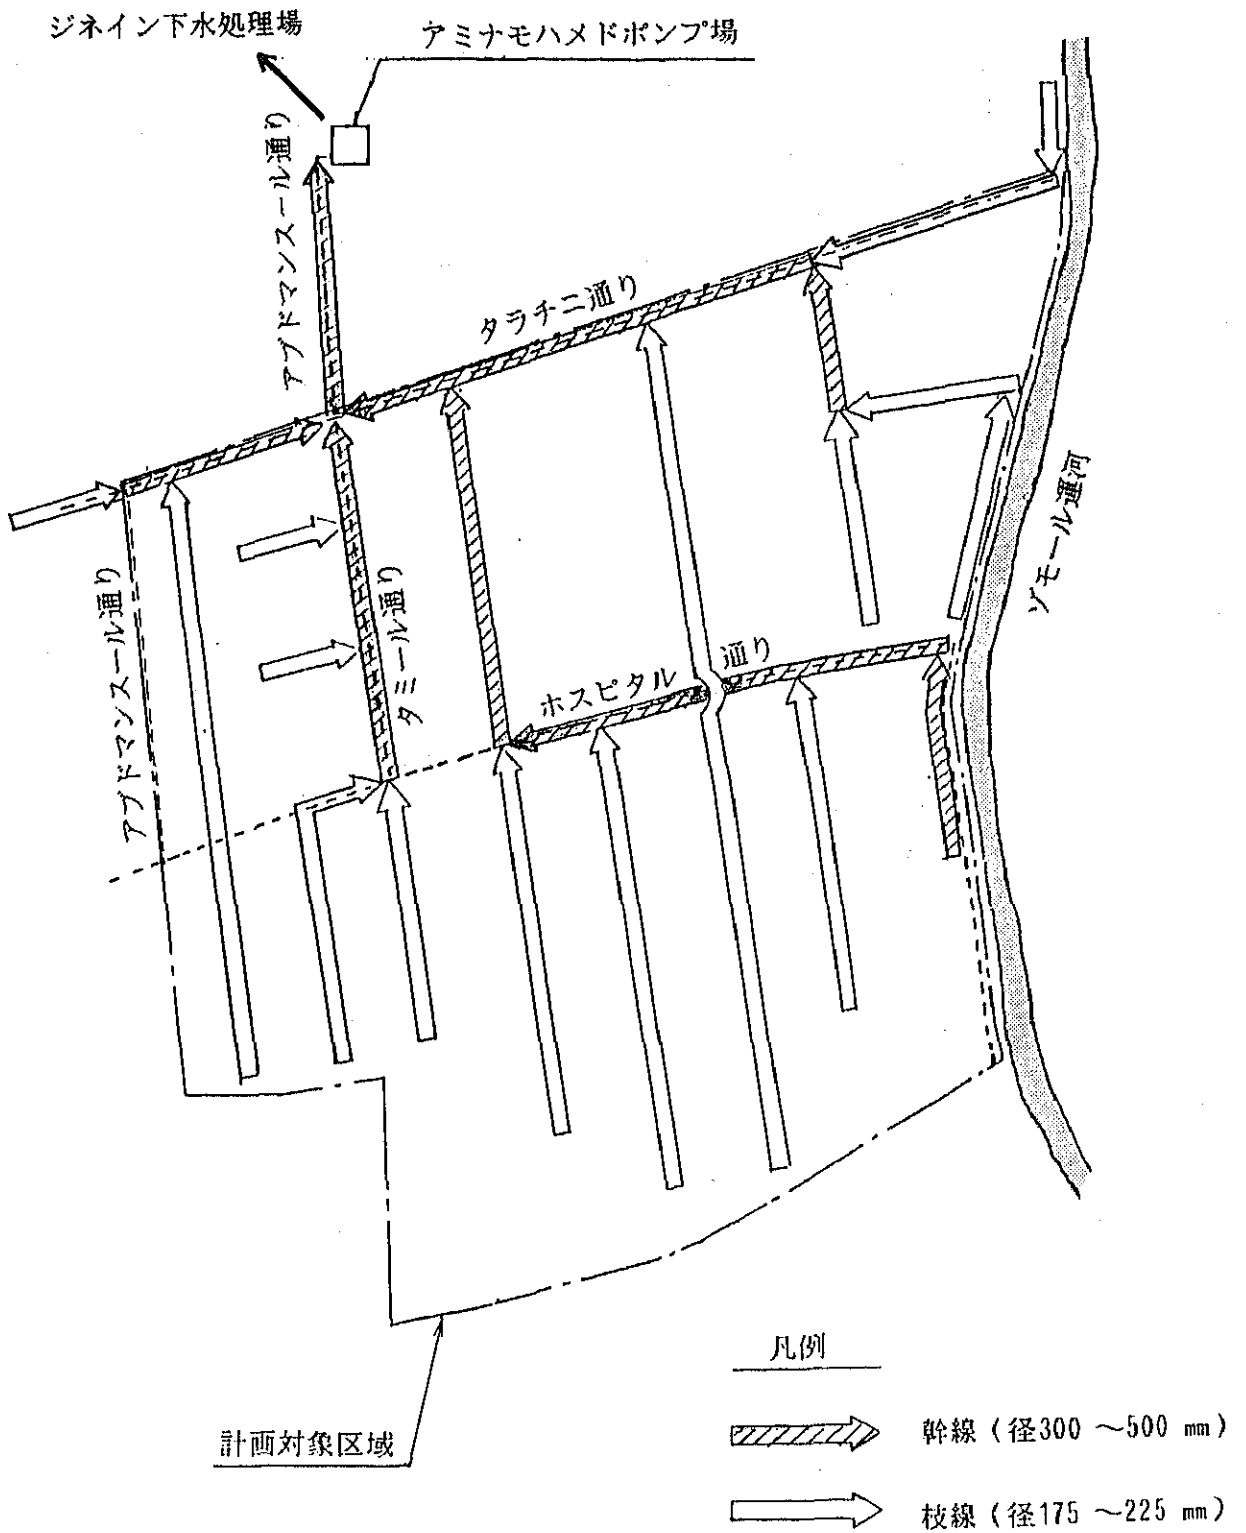 ジネイン下水処理場
アミナモハメドポンプ場
アブドマンスール通り
タラチニ通り
ゾモール運河
アブドマンスール通り
タミール通り
ホスピタル 通り
計画対象区域
凡例
幹線(径300 ~500 mm)
枝線(径175 ~225 mm)